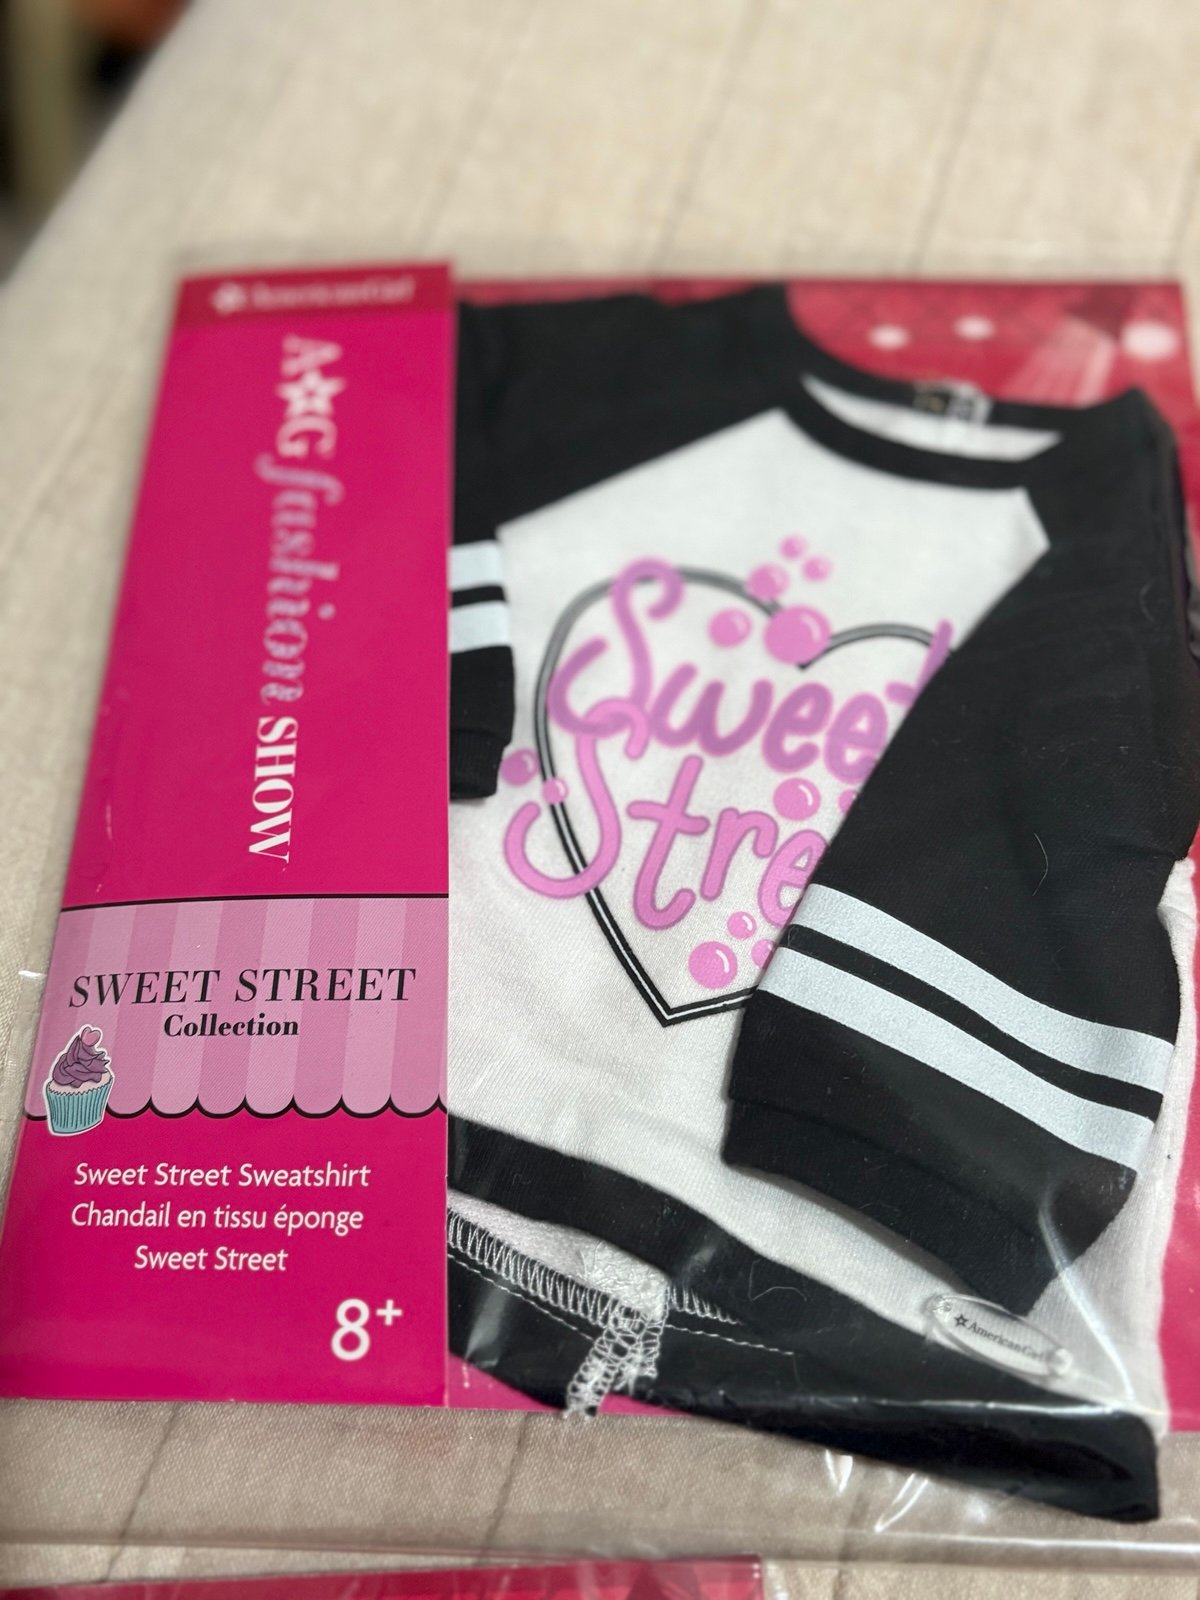 AmericanGirl
A☆G fashion SHOW
SWEET STREET
Collection
Sweet Street Sweatshirt
Chandail en tissu éponge
Sweet Street
8+
Sweet
Stre
AmericanGirl